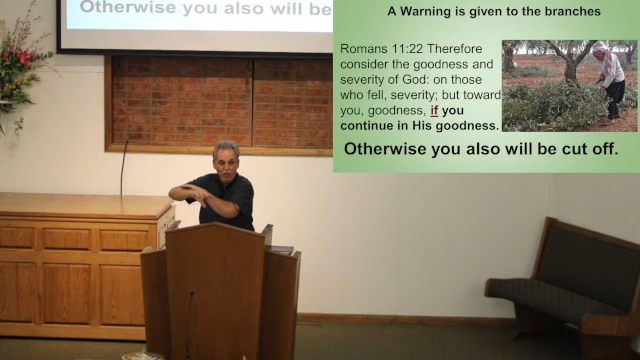 Otherwise you also will be
A Warning is given to the branches
Romans 11:22 Therefore
consider the goodness and
severity of God: on those
who fell, severity; but toward
you, goodness, if you
continue in His goodness.
Otherwise you also will be cut off.